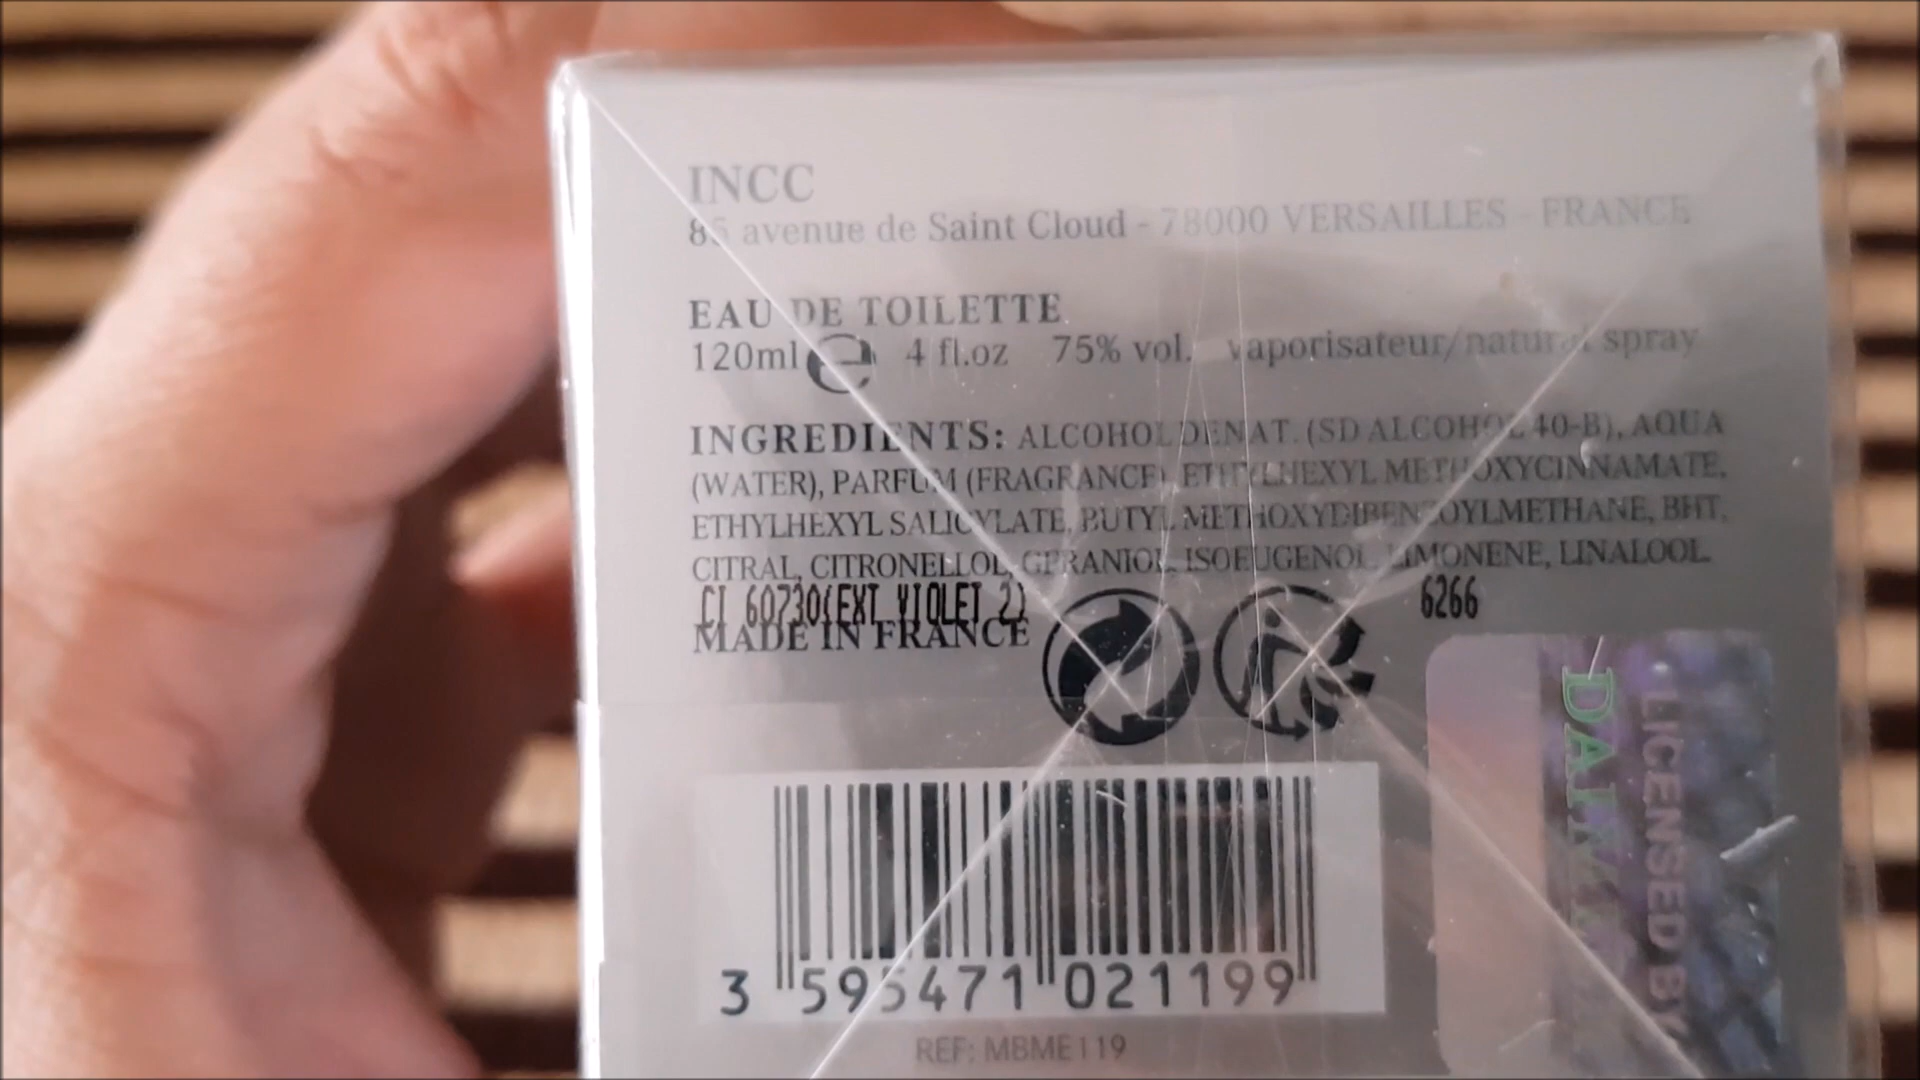 INCC
85 avenue de Saint Cloud - 78000 VERSAILLES - FRANCE
EAU DE TOILETTE
120ml e 4 fl.oz 75% vol. vaporisateur/natural spray
INGREDIENTS: ALCOHOL DENAT. (SD ALCOHOL 40-B), AQUA
(WATER), PARFUM (FRAGRANCE), ETHYLHEXYL METHOXYCINNAMATE,
ETHYLHEXYL SALICYLATE, BUTYL METHOXYDIBENZOYLMETHANE, BHT,
CITRAL, CITRONELLOL, GERANIOL, ISOEUGENOL, LIMONENE, LINALOOL.
CI 60730(EXT VIOLET 2)
6266
MADE IN FRANCE
LICENSED BY
3 595471 021199
REF: MBME119